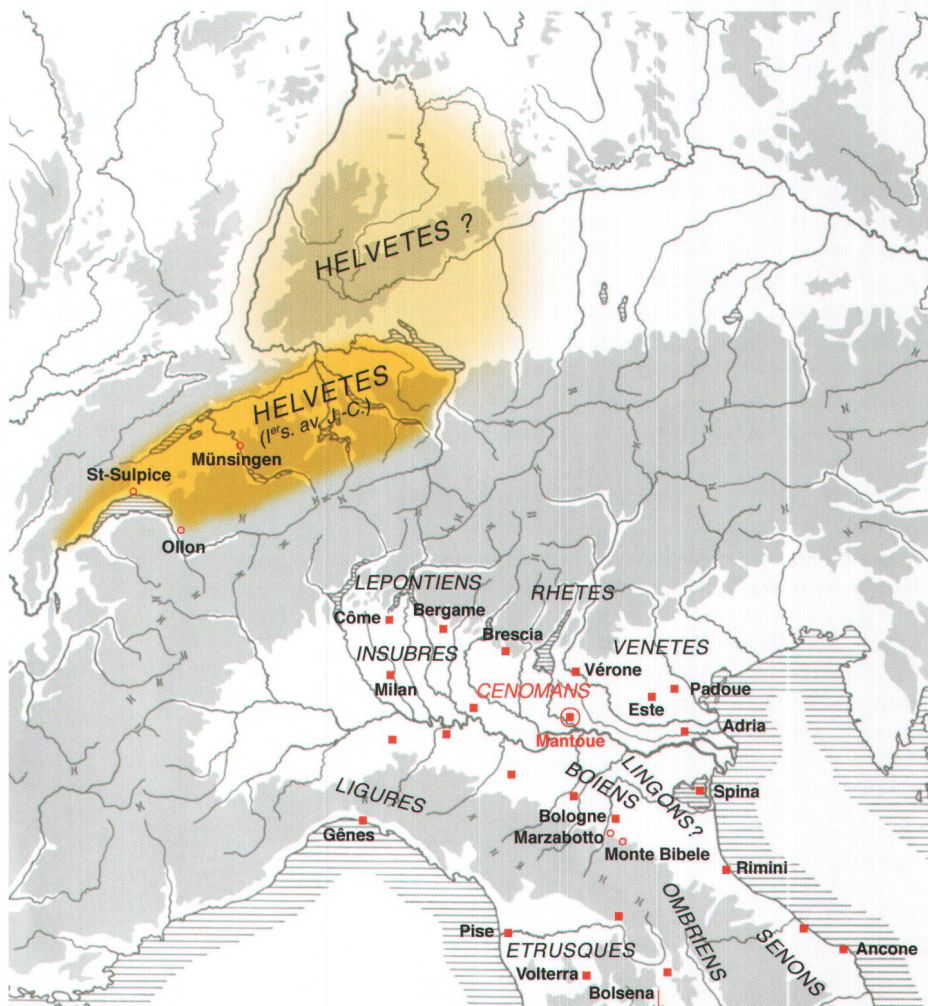 HELVETES ?
HELVETES
(Iers. av. J.-C.)
Münsingen
St-Sulpice
Ollon
LEPONTIENS
RHETES
Côme
Bergame
Brescia
INSUBRES
VENETES
Vérone
Milan
CENOMANS
Padoue
Este
Mantoue
Adria
LIGURES
BOIENS
LINGONS?
Spina
Gênes
Bologne
Marzabotto
Monte Bibele
Rimini
OMBRIENS
SENONS
Pise
ETRUSQUES
Ancone
Volterra
Bolsena